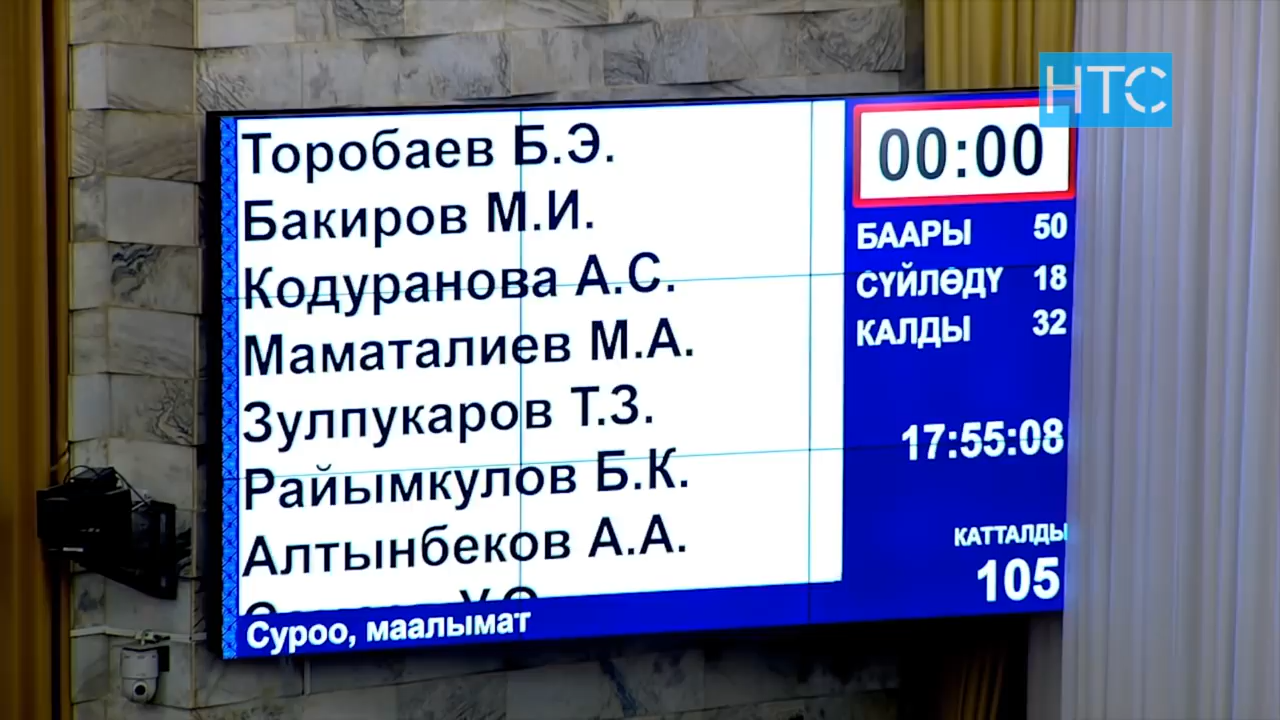 НТС
Торобаев Б.Э.
Бакиров М.И.
Кодуранова А.С.
Маматалиев М.А.
Зулпукаров Т.З.
Райымкулов Б.К.
Алтынбеков А.А.
Суроо, маалымат
00:00
БААРЫ 50
СҮЙЛӨДҮ 18
КАЛДЫ 32
17:55:08
КАТТАЛДЫ
105